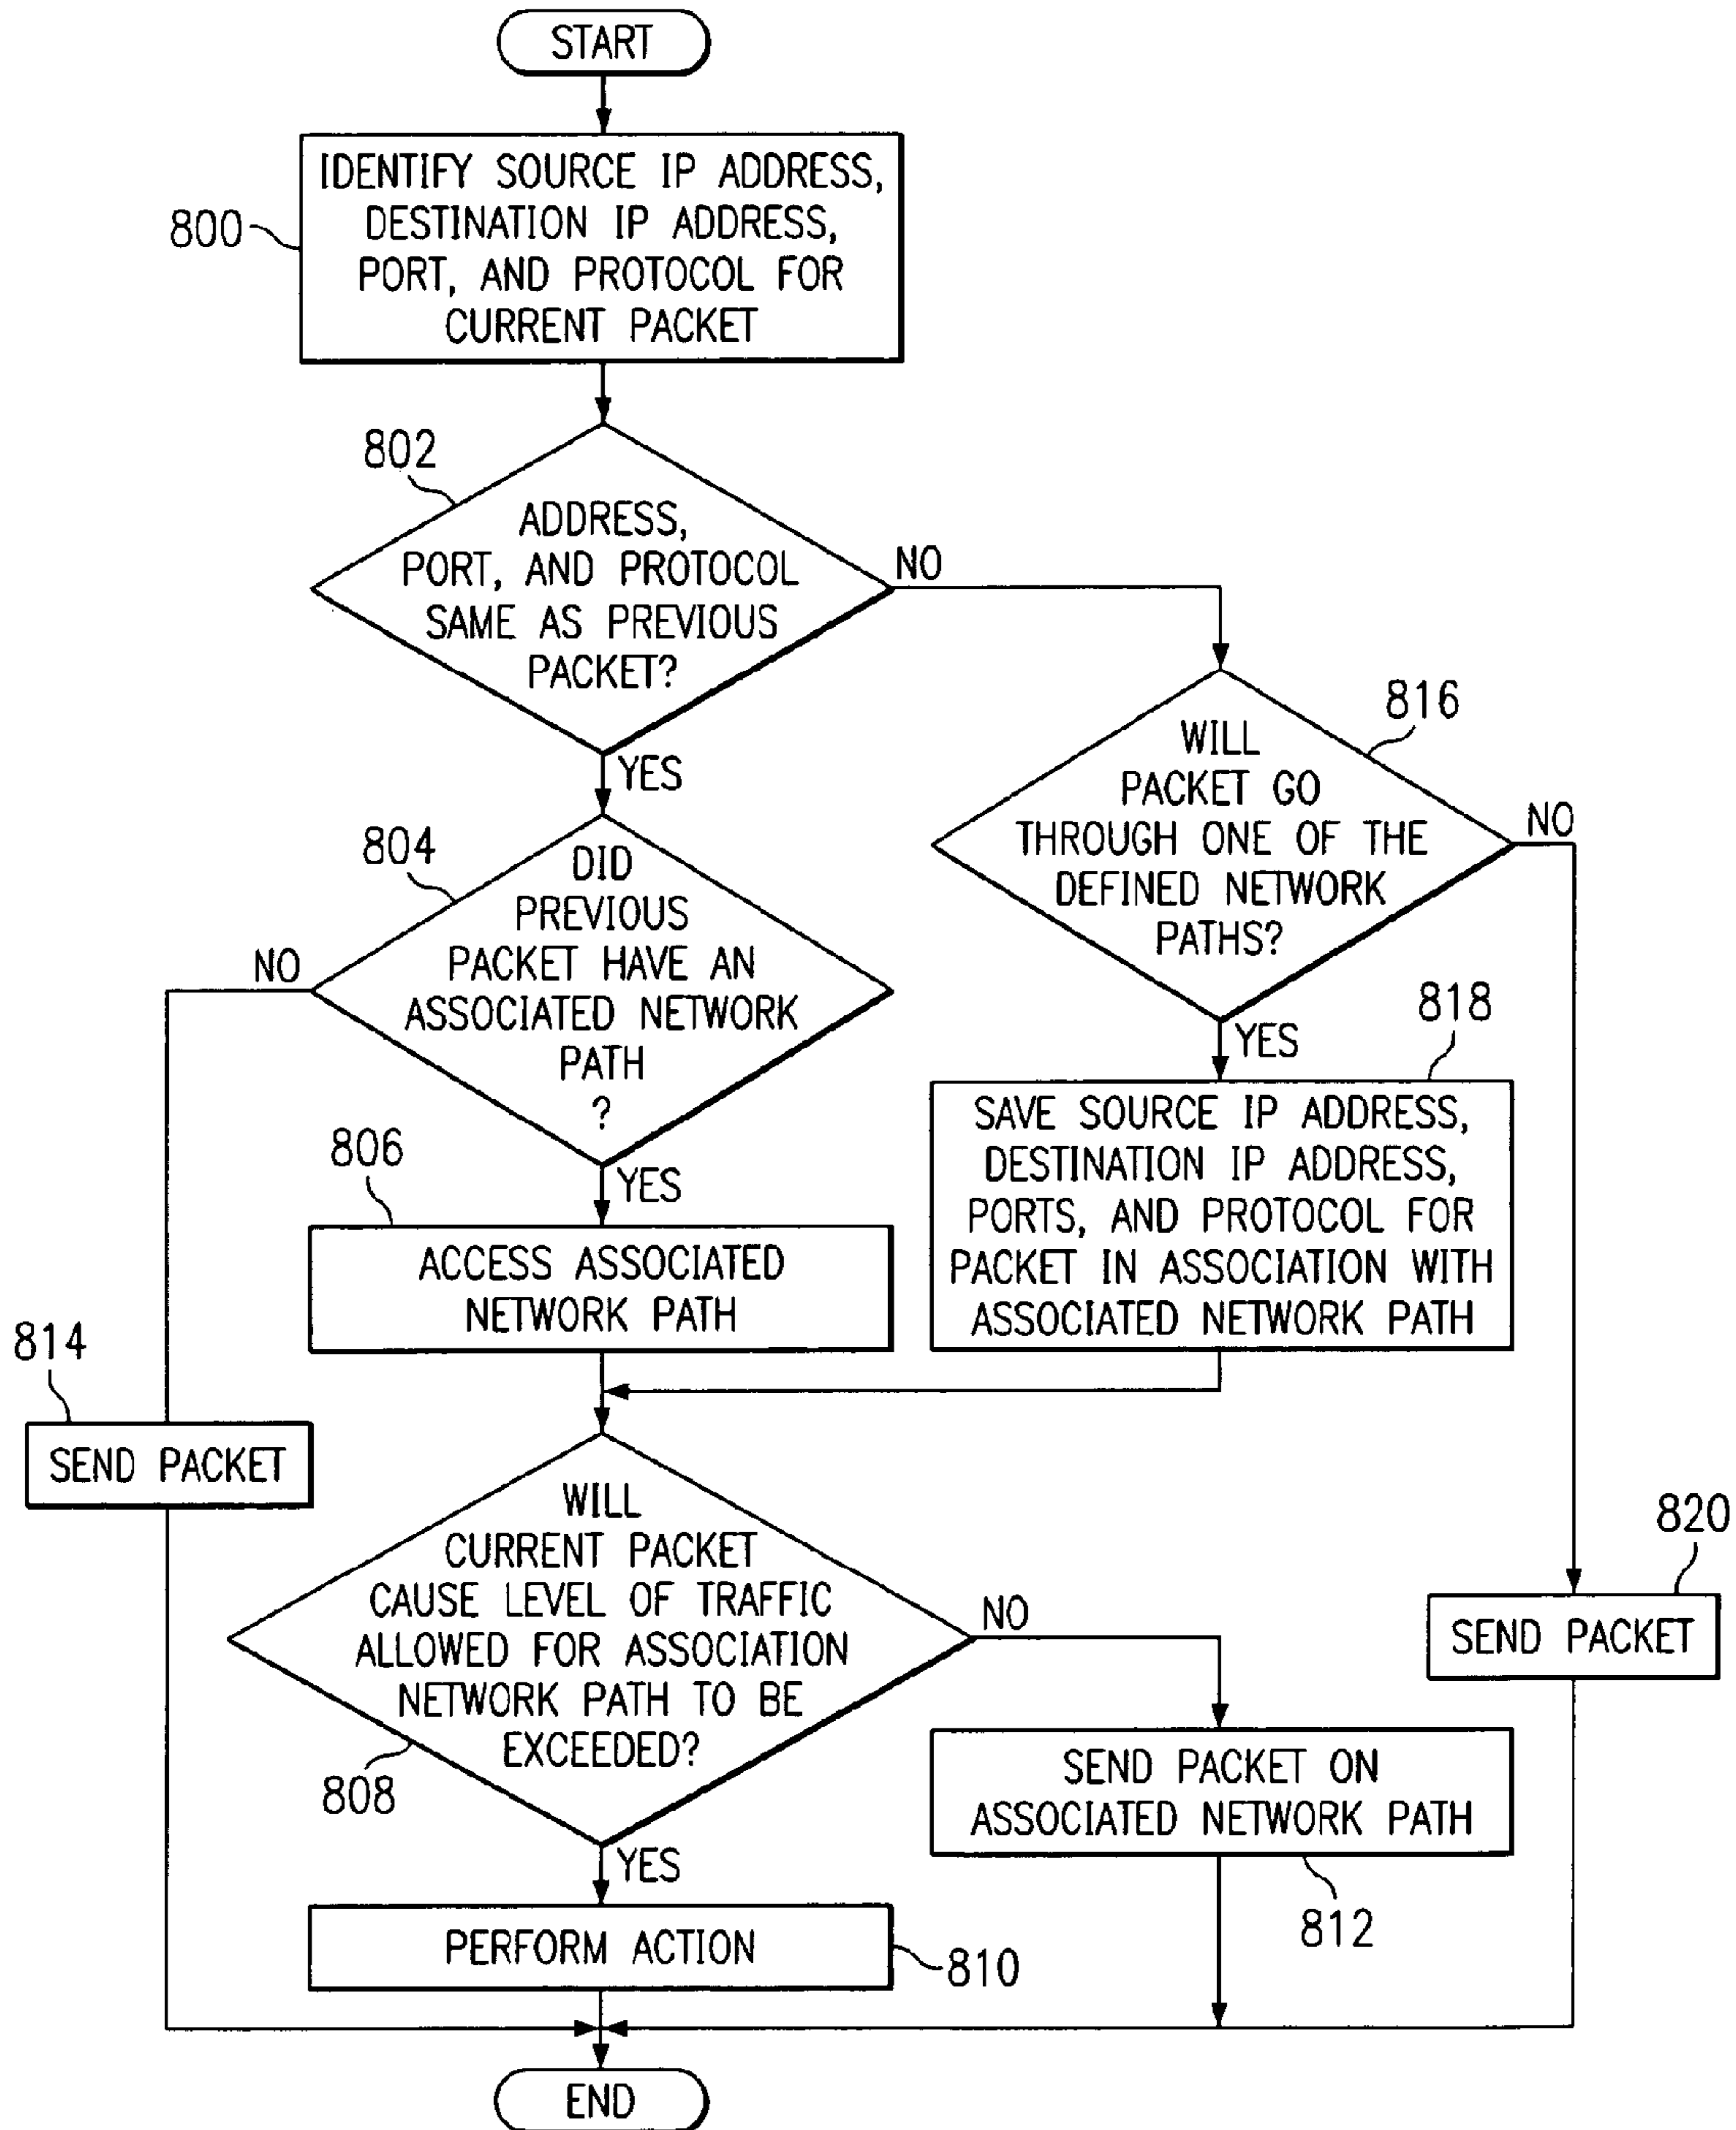 START
IDENTIFY SOURCE IP ADDRESS,
DESTINATION IP ADDRESS,
PORT, AND PROTOCOL FOR
CURRENT PACKET
800
802
ADDRESS,
PORT, AND PROTOCOL
SAME AS PREVIOUS
PACKET?
NO
YES
816
WILL
PACKET GO
THROUGH ONE OF THE
DEFINED NETWORK
PATHS?
NO
YES
804
DID
PREVIOUS
PACKET HAVE AN
ASSOCIATED NETWORK
PATH
?
NO
YES
818
SAVE SOURCE IP ADDRESS,
DESTINATION IP ADDRESS,
PORTS, AND PROTOCOL FOR
PACKET IN ASSOCIATION WITH
ASSOCIATED NETWORK PATH
806
ACCESS ASSOCIATED
NETWORK PATH
814
SEND PACKET
WILL
CURRENT PACKET
CAUSE LEVEL OF TRAFFIC
ALLOWED FOR ASSOCIATION
NETWORK PATH TO BE
EXCEEDED?
808
NO
YES
820
SEND PACKET
SEND PACKET ON
ASSOCIATED NETWORK PATH
812
PERFORM ACTION
810
END